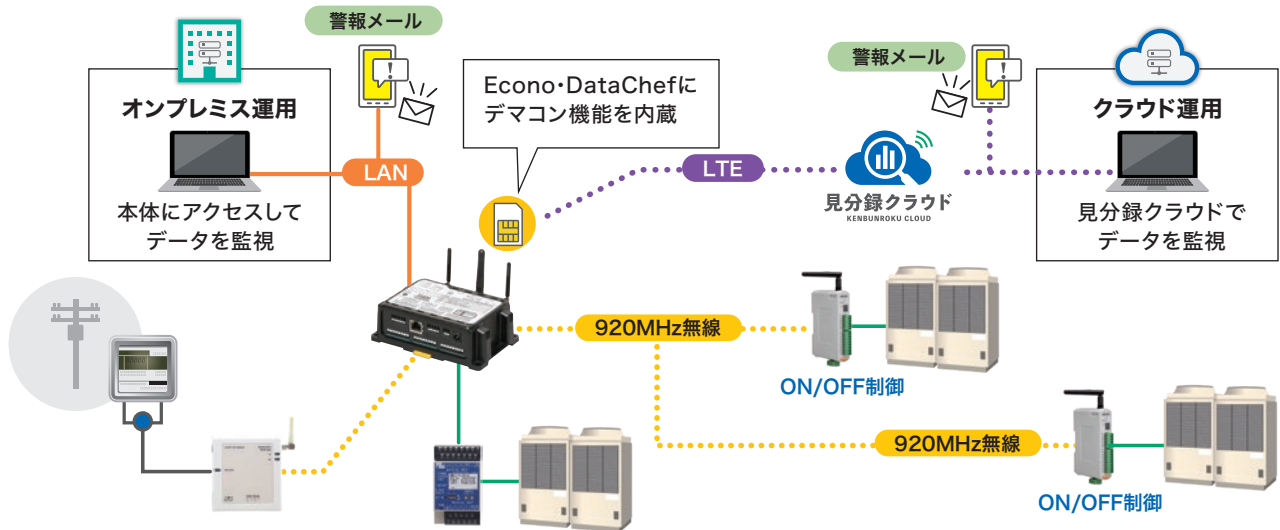 警報メール
オンプレミス運用
本体にアクセスして
データを監視
LAN
Econo・DataChefに
デマコン機能を内蔵
LTE
見分録クラウド
KENBUNROKU CLOUD
警報メール
クラウド運用
見分録クラウドで
データを監視
920MHz無線
ON/OFF制御
920MHz無線
ON/OFF制御